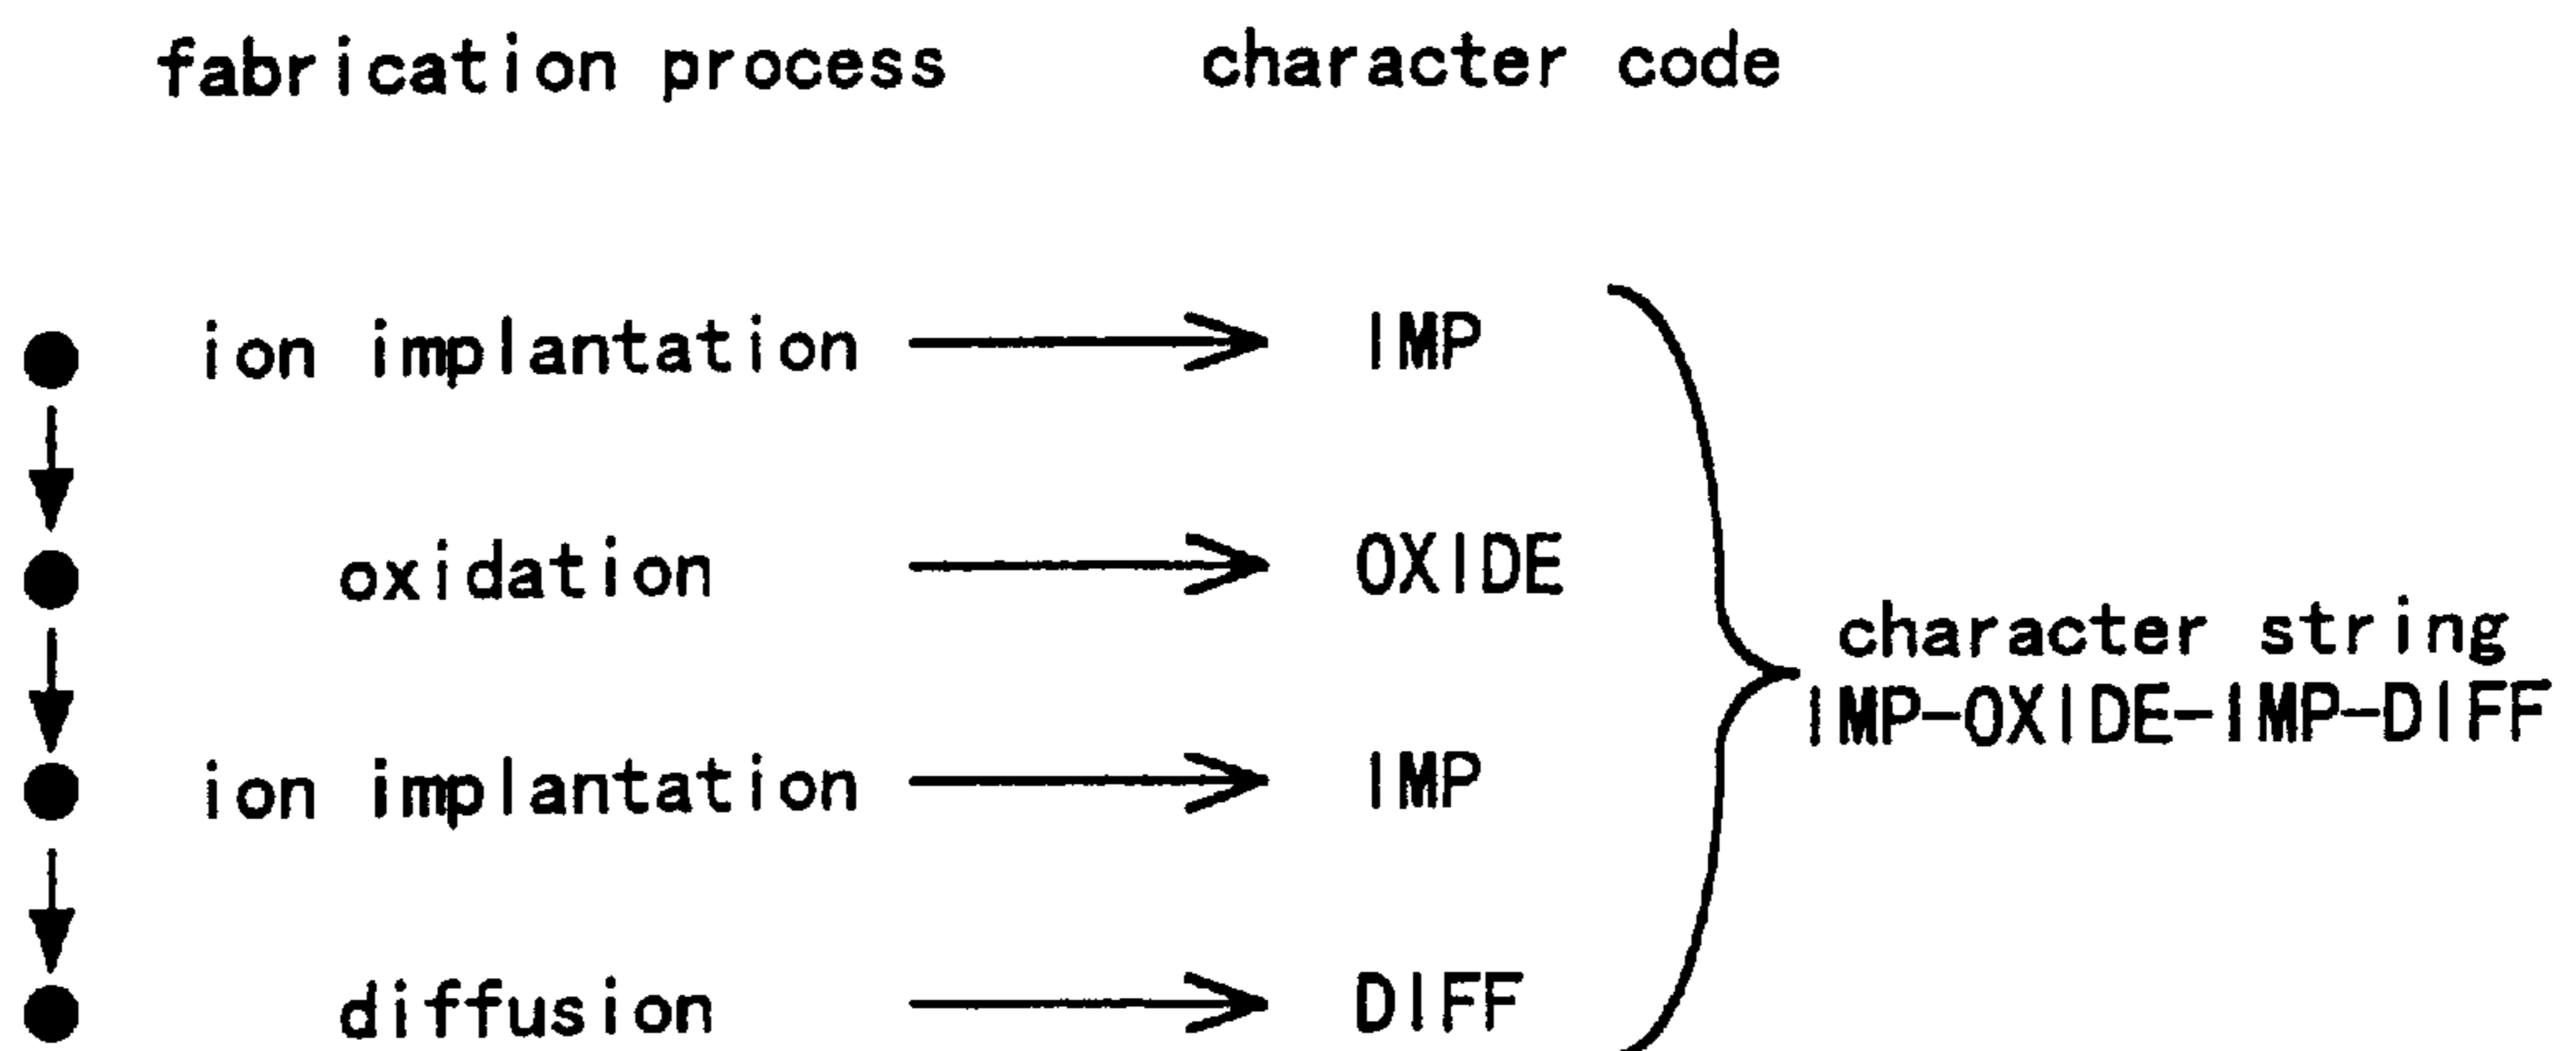 fabrication process character code
ion implantation IMP
oxidation OXIDE
character string
IMP-OXIDE-IMP-DIFF
ion implantation IMP
diffusion DIFF